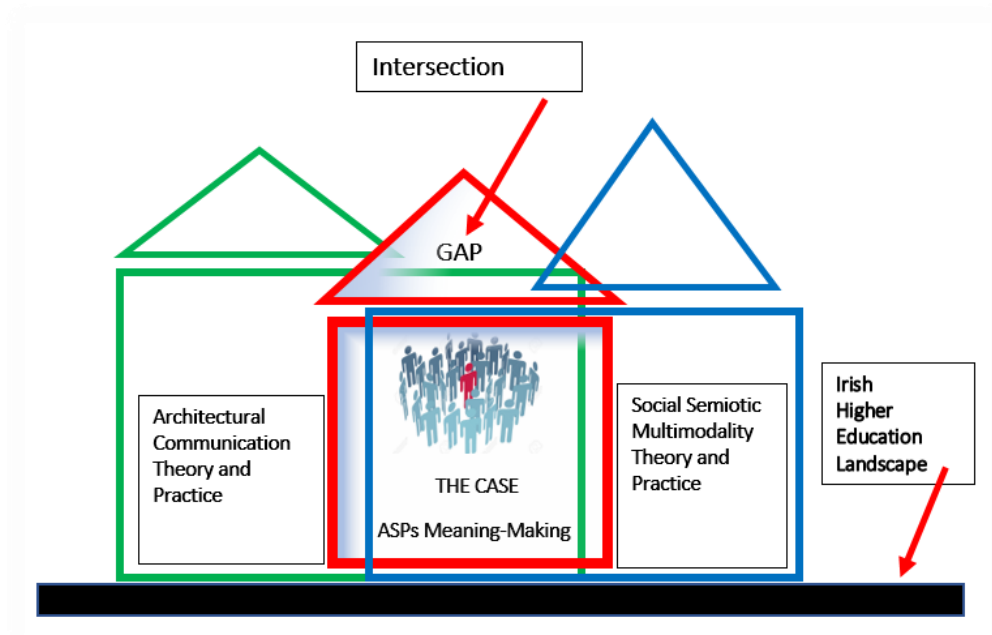 Intersection
GAP
Architectural
Communication
Theory and
Practice
THE CASE
ASPs Meaning-Making
Social Semiotic
Multimodality
Theory and
Practice
Irish
Higher
Education
Landscape